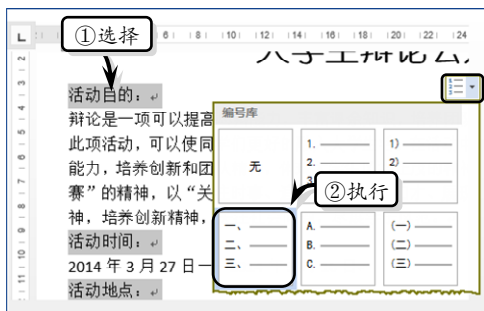 ①选择
6 8 10 12 14 16 18 20 22 24
大学生辩论会
活动目的：
辩论是一项可以提高
此项活动，可以使同
能力，培养创新和团
赛”的精神，以“关
神，培养创新精神，
活动时间：
2014 年 3 月 27 日一
活动地点：
编号库
无
1.
2.
1)
2)
②执行
一、
二、
三、
A.
B.
C.
(一)
(二)
(三)